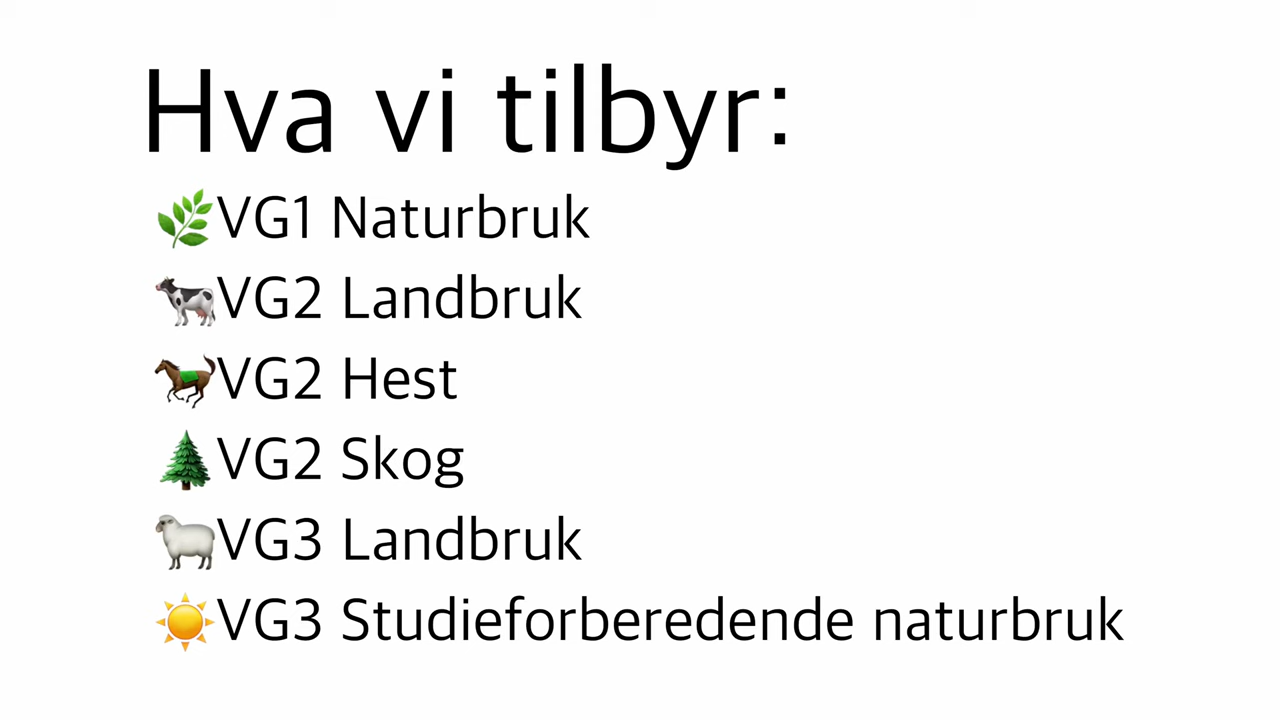 Hva vi tilbyr:
🌿VG1 Naturbruk
🐄VG2 Landbruk
🐎VG2 Hest
🌲VG2 Skog
🐑VG3 Landbruk
☀️VG3 Studieforberedende naturbruk